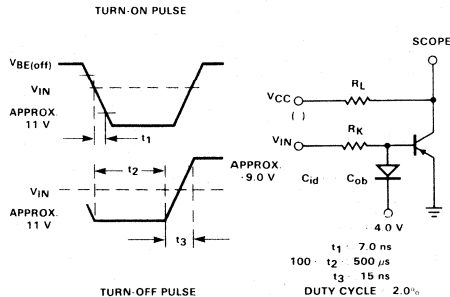 TURN-ON PULSE
VBE(off)
VIN
APPROX.
11 V
t1
t2
APPROX.
9.0 V
VIN
APPROX.
11 V
t3
TURN-OFF PULSE
SCOPE
RL
VCC
( )
RK
VIN
Cid Cob
4.0 V
t1 7.0 ns
100 t2 500 µs
t3 15 ns
DUTY CYCLE 2.0%